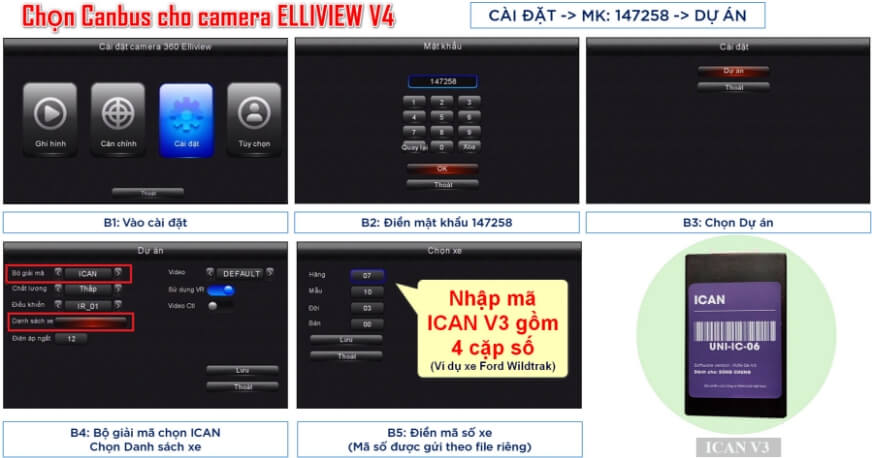 Chọn Canbus cho camera ELLIVIEW V4
CÀI ĐẶT -> MK: 147258 -> DỰ ÁN
Cài đặt camera 360 Elliview
Ghi hình
Căn chỉnh
Cài đặt
Tùy chọn
Thoát
B1: Vào cài đặt
Mật khẩu
147258
1 2 3
4 5 6
7 8 9
Quay lại 0 Xóa
OK
Thoát
B2: Điền mật khẩu 147258
Cài đặt
Dự án
Thoát
B3: Chọn Dự án
Dự án
Bộ giải mã ICAN
Chất lượng Thấp
Điều khiển IR_01
Danh sách xe
Điện áp ngắt 12
Video DEFAULT
Sử dụng VR
Video Ctl
Lưu
Thoát
B4: Bộ giải mã chọn ICAN
Chọn Danh sách xe
Chọn xe
Hãng 07
Mẫu 10
Đời 03
Bản 00
Lưu
Thoát
Nhập mã
ICAN V3 gồm
4 cặp số
(Ví dụ xe Ford Wildtrak)
B5: Điền mã số xe
(Mã số được gửi theo file riêng)
ICAN
UNI-IC-06
ICAN V3